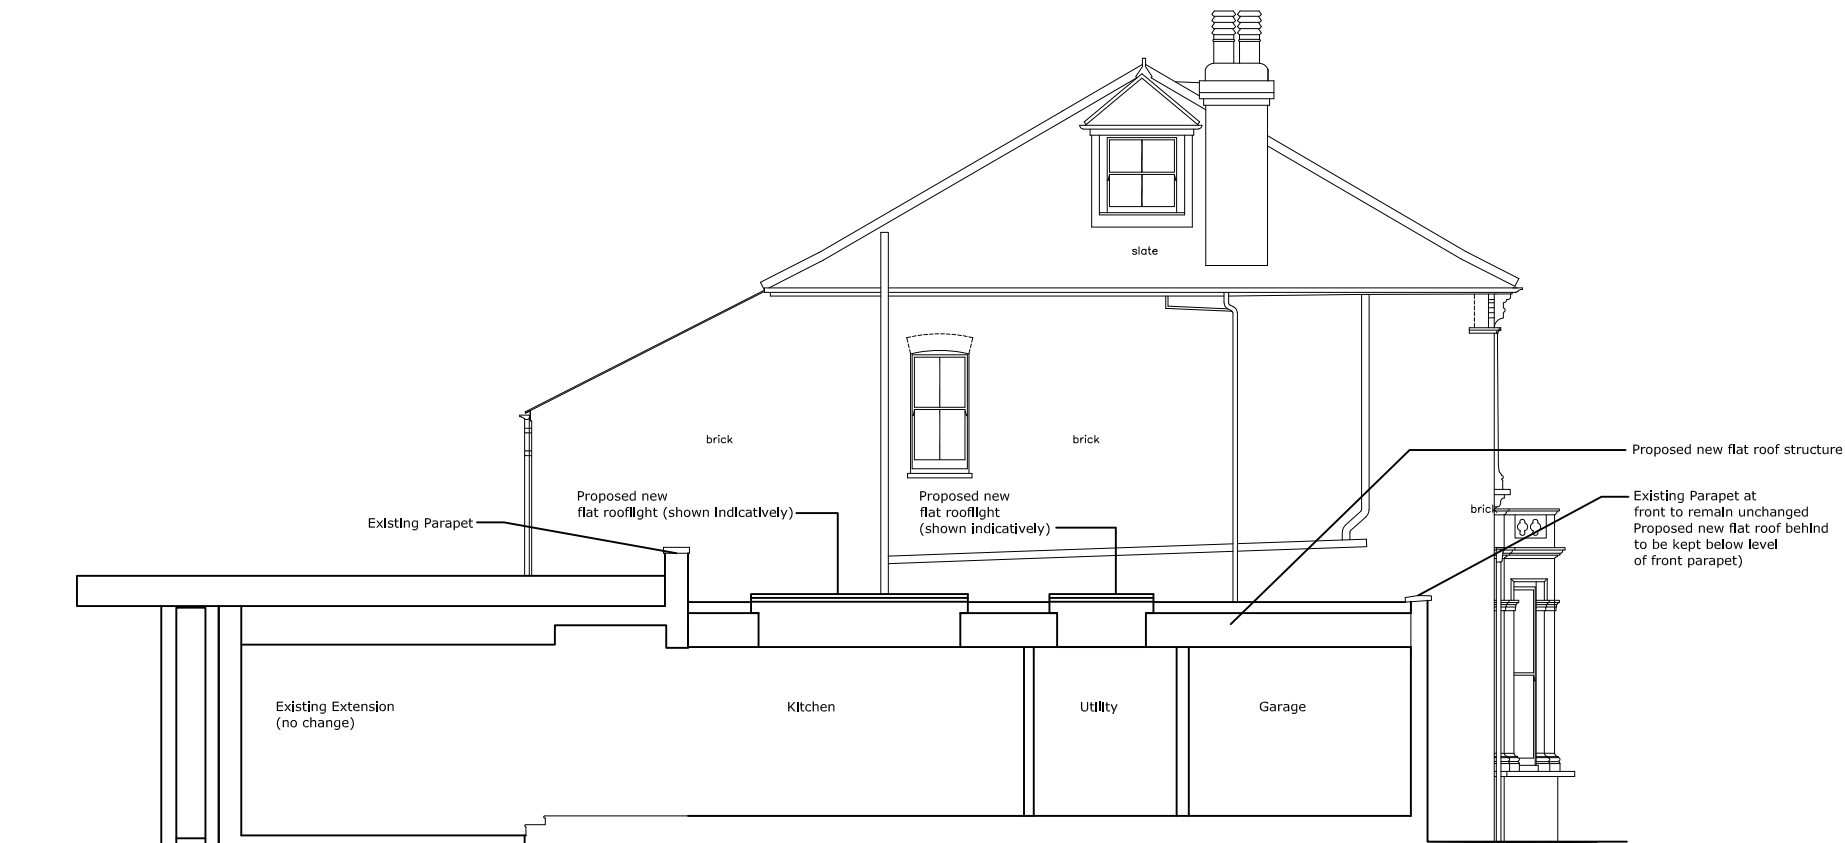 slate
brick
brick
Proposed new flat roof structure
Proposed new
flat rooflight (shown indicatively)
Proposed new
flat rooflight
(shown indicatively)
Existing Parapet at
front to remain unchanged
Proposed new flat roof behind
to be kept below level
of front parapet)
brick
Existing Parapet
Existing Extension
(no change)
Kitchen
Utility
Garage